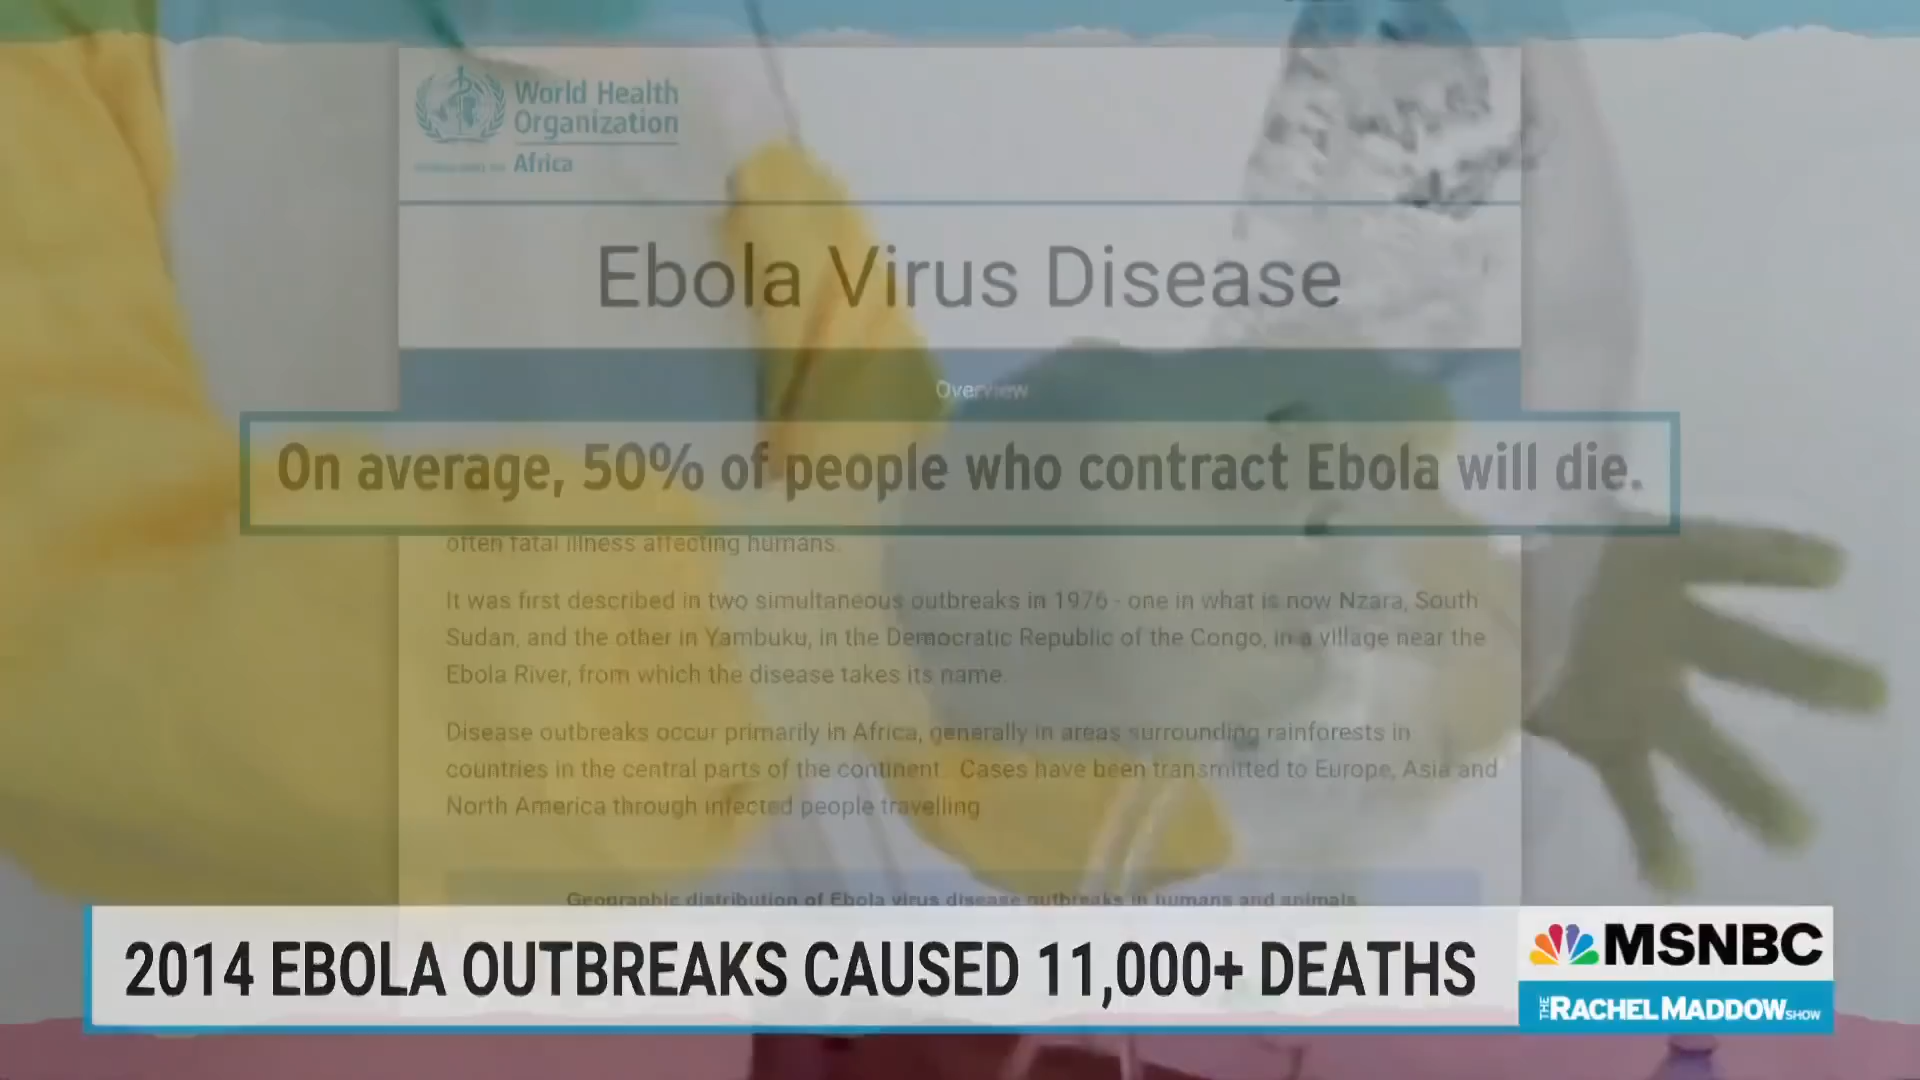 World Health
Organization
Africa
Ebola Virus Disease
Overview
On average, 50% of people who contract Ebola will die.
often fatal illness affecting humans.
It was first described in two simultaneous outbreaks in 1976 - one in what is now Nzara, South
Sudan, and the other in Yambuku, in the Democratic Republic of the Congo, in a village near the
Ebola River, from which the disease takes its name.
Disease outbreaks occur primarily in Africa, generally in areas surrounding rainforests in
countries in the central parts of the continent. Cases have been transmitted to Europe, Asia and
North America through infected people travelling
Geographic distribution of Ebola virus disease outbreaks in humans and animals
2014 EBOLA OUTBREAKS CAUSED 11,000+ DEATHS
MSNBC
THE RACHEL MADDOW SHOW